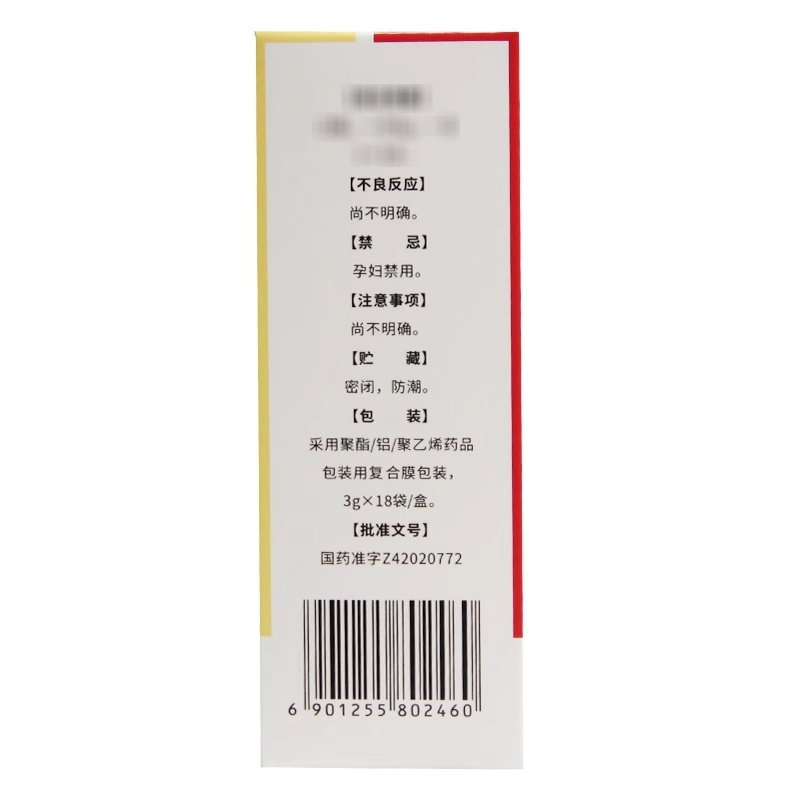 【不良反应】
尚不明确。
【禁 忌】
孕妇禁用。
【注意事项】
尚不明确。
【贮 藏】
密闭，防潮。
【包 装】
采用聚酯/铝/聚乙烯药品
包装用复合膜包装，
3g×18袋/盒。
【批准文号】
国药准字Z42020772
6 901255 802460